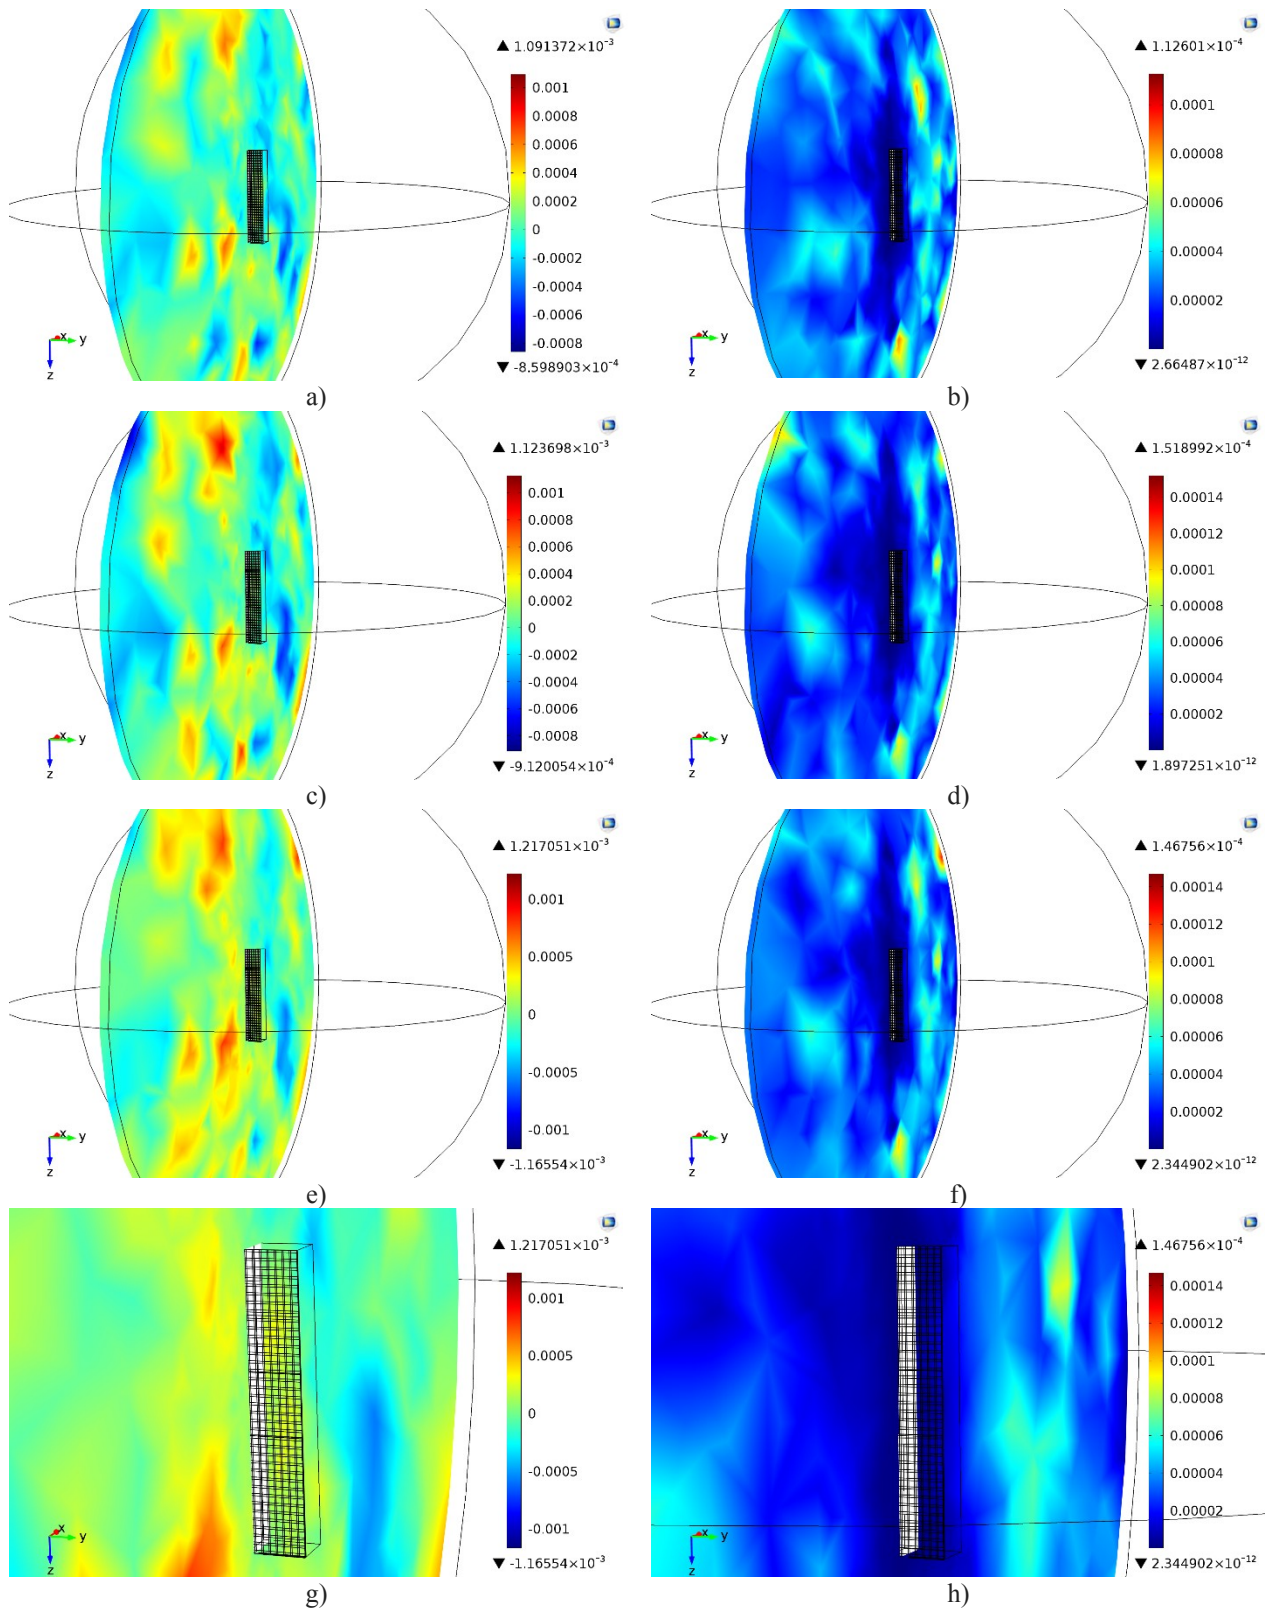 ▲ 1.091372×10⁻³
0.001
0.0008
0.0006
0.0004
0.0002
0
-0.0002
-0.0004
-0.0006
-0.0008
▼ -8.598903×10⁻⁴
x
y
z
a)
▲ 1.12601×10⁻⁴
0.0001
0.00008
0.00006
0.00004
0.00002
▼ 2.66487×10⁻¹²
x
y
z
b)
▲ 1.123698×10⁻³
0.001
0.0008
0.0006
0.0004
0.0002
0
-0.0002
-0.0004
-0.0006
-0.0008
▼ -9.120054×10⁻⁴
x
y
z
c)
▲ 1.518992×10⁻⁴
0.00014
0.00012
0.0001
0.00008
0.00006
0.00004
0.00002
▼ 1.897251×10⁻¹²
x
y
z
d)
▲ 1.217051×10⁻³
0.001
0.0005
0
-0.0005
-0.001
▼ -1.16554×10⁻³
x
y
z
e)
▲ 1.46756×10⁻⁴
0.00014
0.00012
0.0001
0.00008
0.00006
0.00004
0.00002
▼ 2.344902×10⁻¹²
x
y
z
f)
▲ 1.217051×10⁻³
0.001
0.0005
0
-0.0005
-0.001
▼ -1.16554×10⁻³
x
y
z
g)
▲ 1.46756×10⁻⁴
0.00014
0.00012
0.0001
0.00008
0.00006
0.00004
0.00002
▼ 2.344902×10⁻¹²
x
y
z
h)